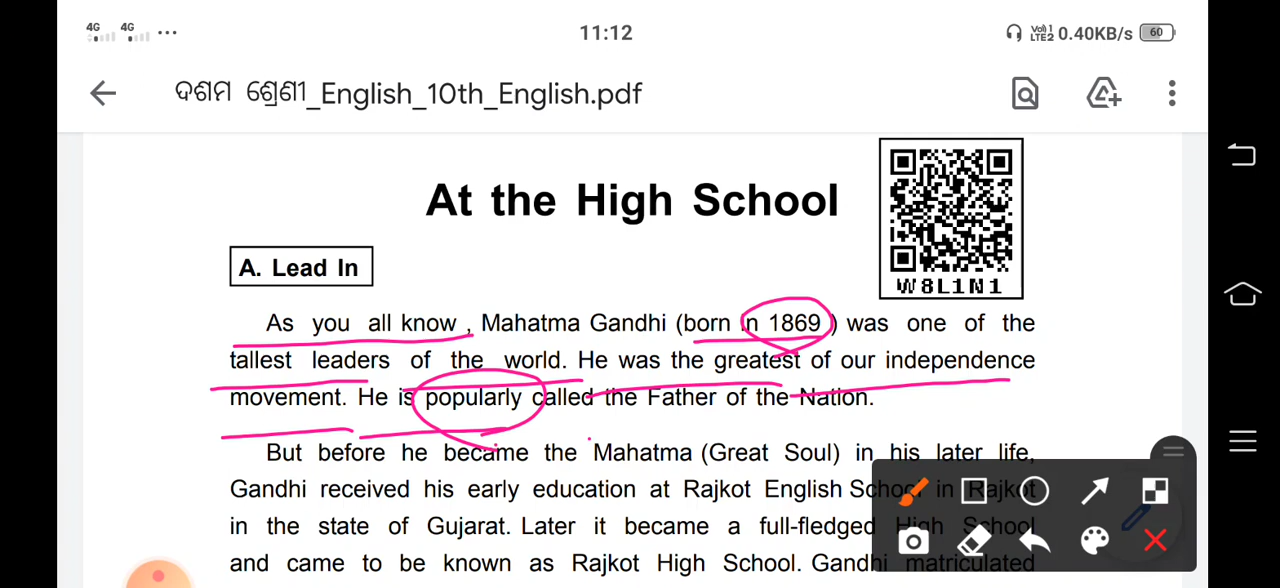 4G 4G ... 11:12 Vo) 1 LTE2 0.40KB/s 60
ଦଶମ ଶ୍ରେଣୀ_English_10th_English.pdf
At the High School
W8L1N1
A. Lead In
As you all know , Mahatma Gandhi (born in 1869 ) was one of the
tallest leaders of the world. He was the greatest of our independence
movement. He is popularly called the Father of the Nation.
But before he became the Mahatma (Great Soul) in his later life,
Gandhi received his early education at Rajkot English School in Rajkot
in the state of Gujarat. Later it became a full-fledged High School
and came to be known as Rajkot High School. Gandhi matriculated